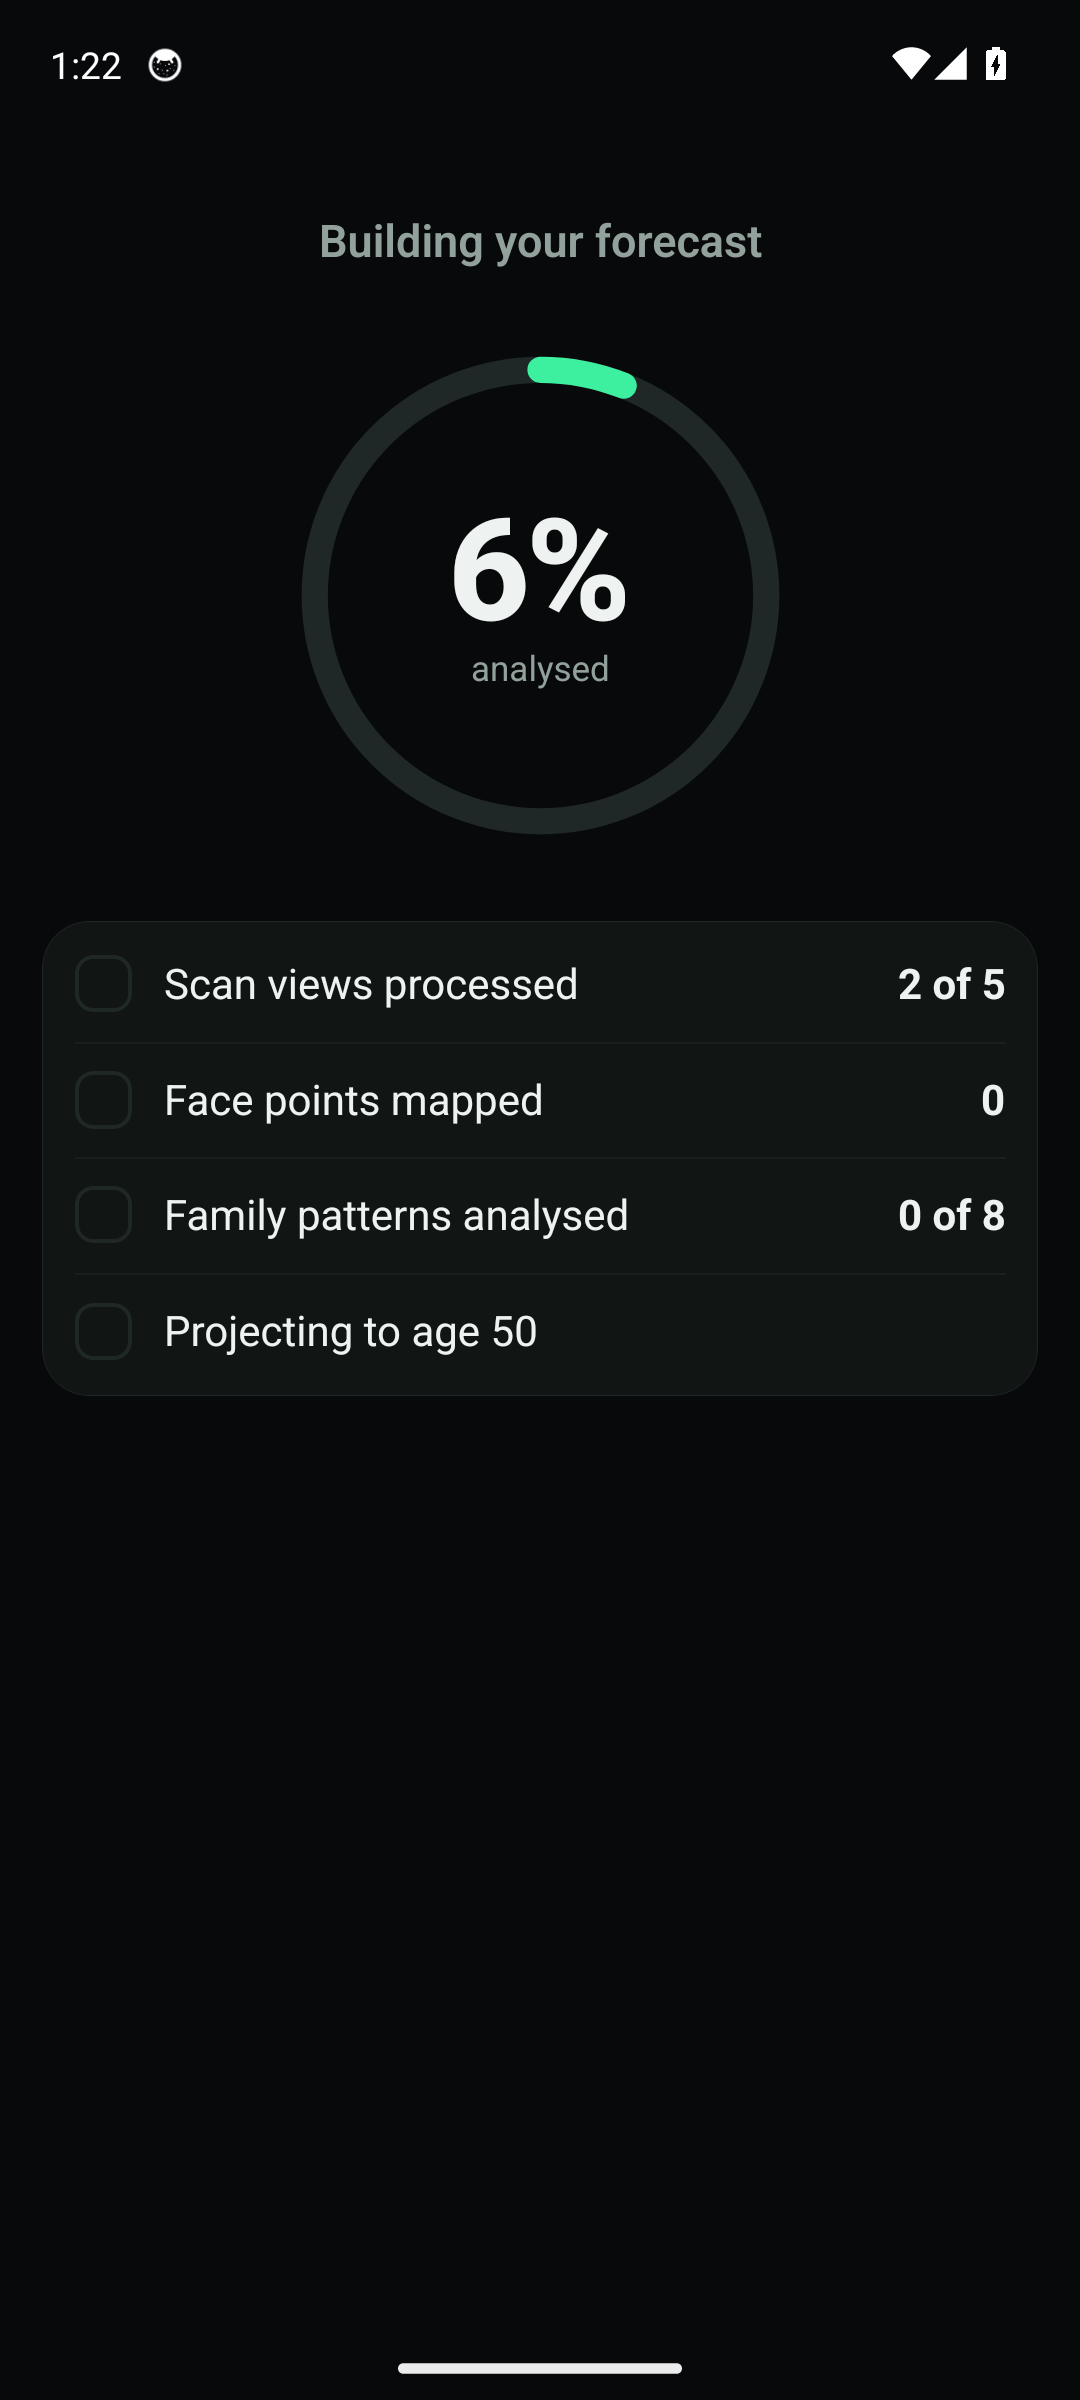 1:22
Building your forecast
6%
analysed
Scan views processed 2 of 5
Face points mapped 0
Family patterns analysed 0 of 8
Projecting to age 50